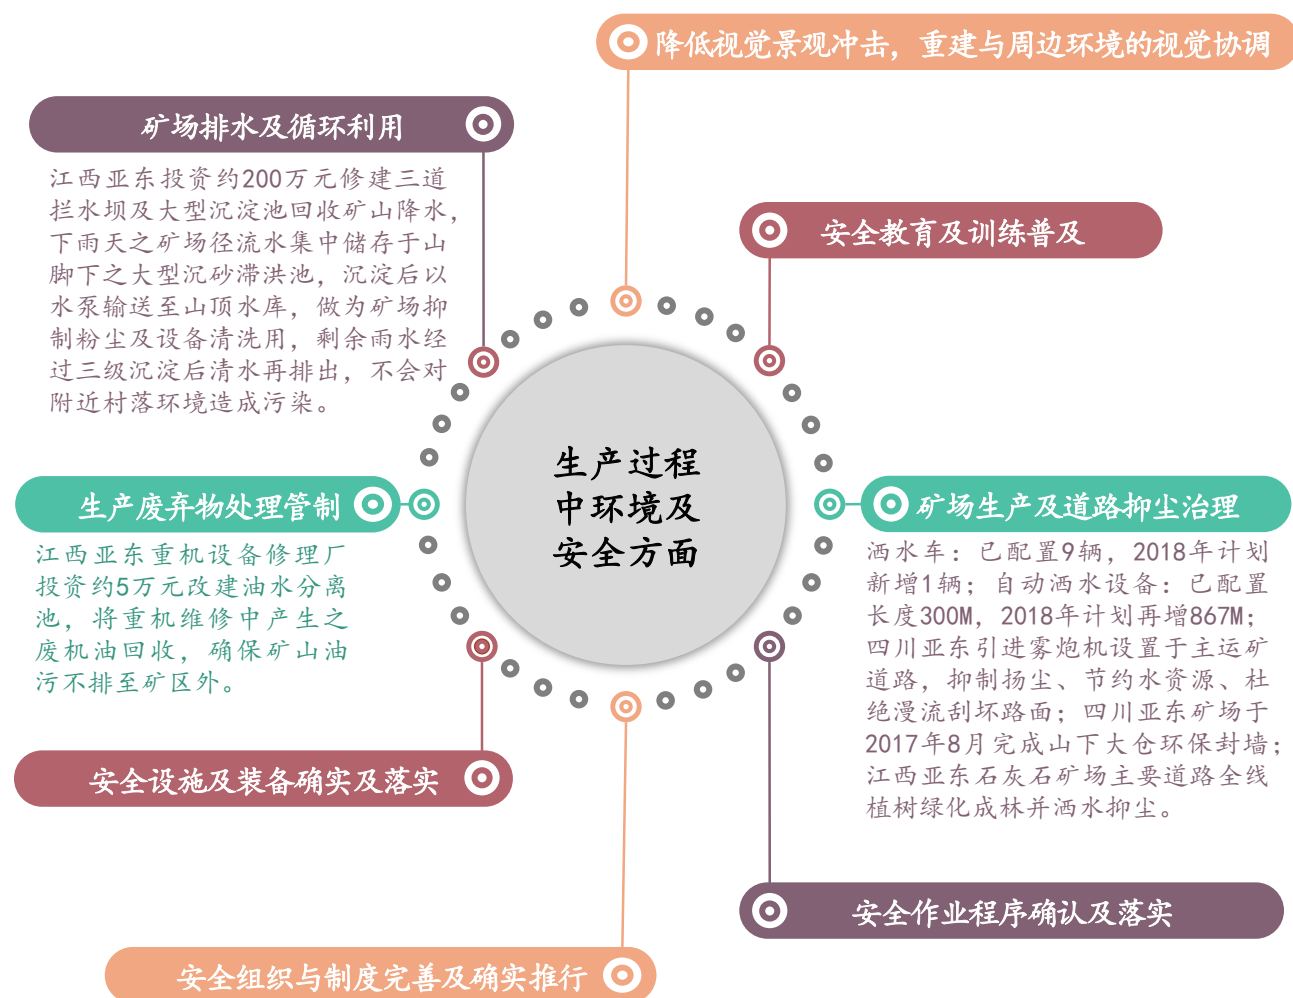 降低视觉景观冲击，重建与周边环境的视觉协调
矿场排水及循环利用
江西亚东投资约200万元修建三道
拦水坝及大型沉淀池回收矿山降水，
下雨天之矿场径流水集中储存于山
脚下之大型沉砂滞洪池，沉淀后以
水泵输送至山顶水库，做为矿场抑
制粉尘及设备清洗用，剩余雨水经
过三级沉淀后清水再排出，不会对
附近村落环境造成污染。
安全教育及训练普及
生产过程
中环境及
安全方面
生产废弃物处理管制
江西亚东重机设备修理厂
投资约5万元改建油水分离
池，将重机维修中产生之
废机油回收，确保矿山油
污不排至矿区外。
矿场生产及道路抑尘治理
洒水车：已配置9辆，2018年计划
新增1辆；自动洒水设备：已配置
长度300M，2018年计划再增867M；
四川亚东引进雾炮机设置于主运矿
道路，抑制扬尘、节约水资源、杜
绝漫流刮坏路面；四川亚东矿场于
2017年8月完成山下大仓环保封墙；
江西亚东石灰石矿场主要道路全线
植树绿化成林并洒水抑尘。
安全设施及装备确实及落实
安全作业程序确认及落实
安全组织与制度完善及确实推行